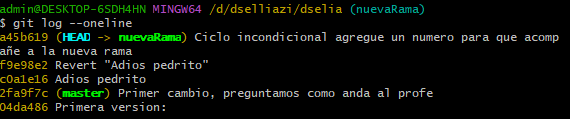 admin@DESKTOP-6SDH4HN MINGW64 /d/dselliazi/dselia (nuevaRama)
$ git log --oneline
a45b619 (HEAD -> nuevaRama) Ciclo incondicional agregue un numero para que acomp
añe a la nueva rama
f9e98e2 Revert "Adios pedrito"
c0a1e16 Adios pedrito
2fa9f7c (master) Primer cambio, preguntamos como anda al profe
04da486 Primera version: